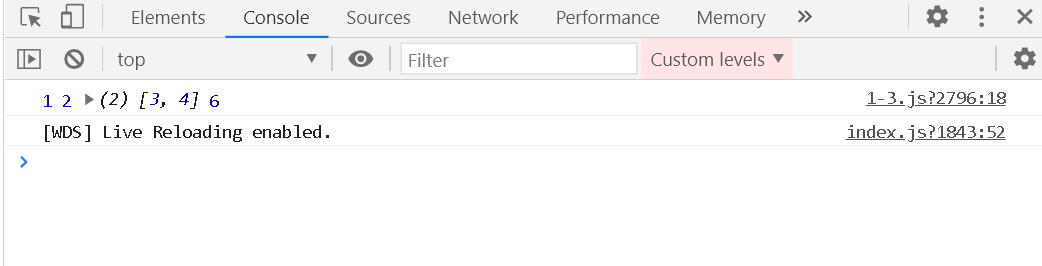 Elements Console Sources Network Performance Memory »
top ▼ Filter Custom levels ▼
1 2 ▶(2) [3, 4] 6 1-3.js?2796:18
[WDS] Live Reloading enabled. index.js?1843:52
>